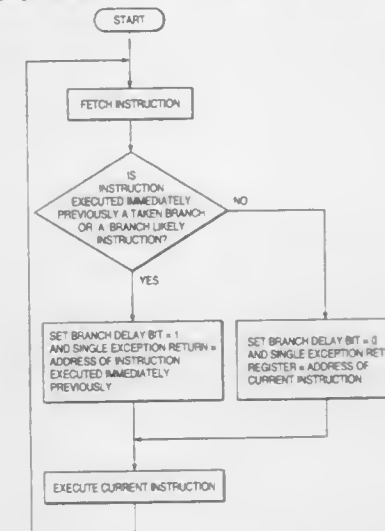 START
FETCH INSTRUCTION
IS
INSTRUCTION
EXECUTED IMMEDIATELY
PREVIOUSLY A TAKEN BRANCH
OR A BRANCH LIKELY
INSTRUCTION?
NO
YES
SET BRANCH DELAY BIT = 1
AND SINGLE EXCEPTION RETURN =
ADDRESS OF INSTRUCTION
EXECUTED IMMEDIATELY
PREVIOUSLY
SET BRANCH DELAY BIT = 0
AND SINGLE EXCEPTION RET
REGISTER = ADDRESS OF
CURRENT INSTRUCTION
EXECUTE CURRENT INSTRUCTION